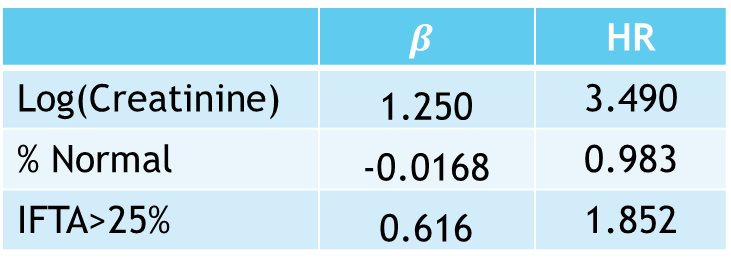 β HR
Log(Creatinine) 1.250 3.490
% Normal -0.0168 0.983
IFTA>25% 0.616 1.852